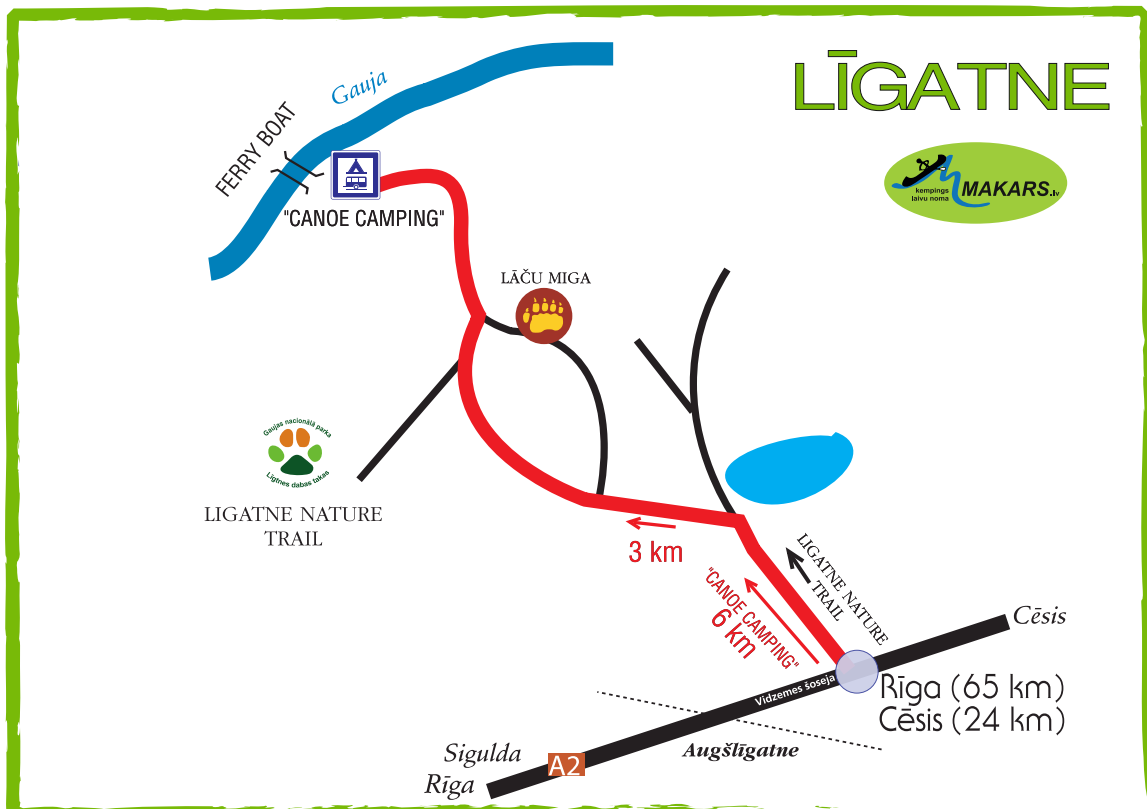 LĪGATNE
Gauja
FERRY BOAT
"CANOE CAMPING"
kempings
laivu noma
MAKARS.lv
LĀČU MIGA
Gaujas nacionālā parka
Līgtnes dabas takas
LIGATNE NATURE
TRAIL
3 km
"CANOE CAMPING"
6 km
LIGATNE NATURE
TRAIL
Cēsis
Vidzemes šoseja
Rīga (65 km)
Cēsis (24 km)
Augšlīgatne
Sigulda
Rīga
A2